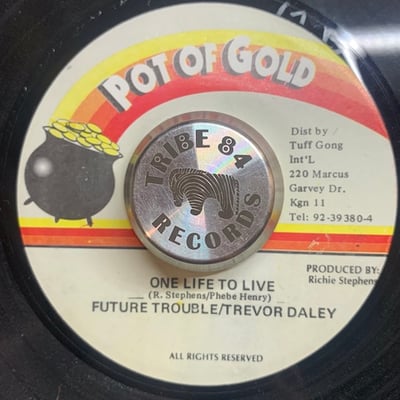 POT OF GOLD
Dist by /
Tuff Gong
Int'L
220 Marcus
Garvey Dr.
Kgn 11
Tel: 92-39380-4
TRIBE 84
RECORDS
PRODUCED BY:
Richie Stephens
ONE LIFE TO LIVE
(R. Stephens/Phebe Henry)
FUTURE TROUBLE/TREVOR DALEY
ALL RIGHTS RESERVED